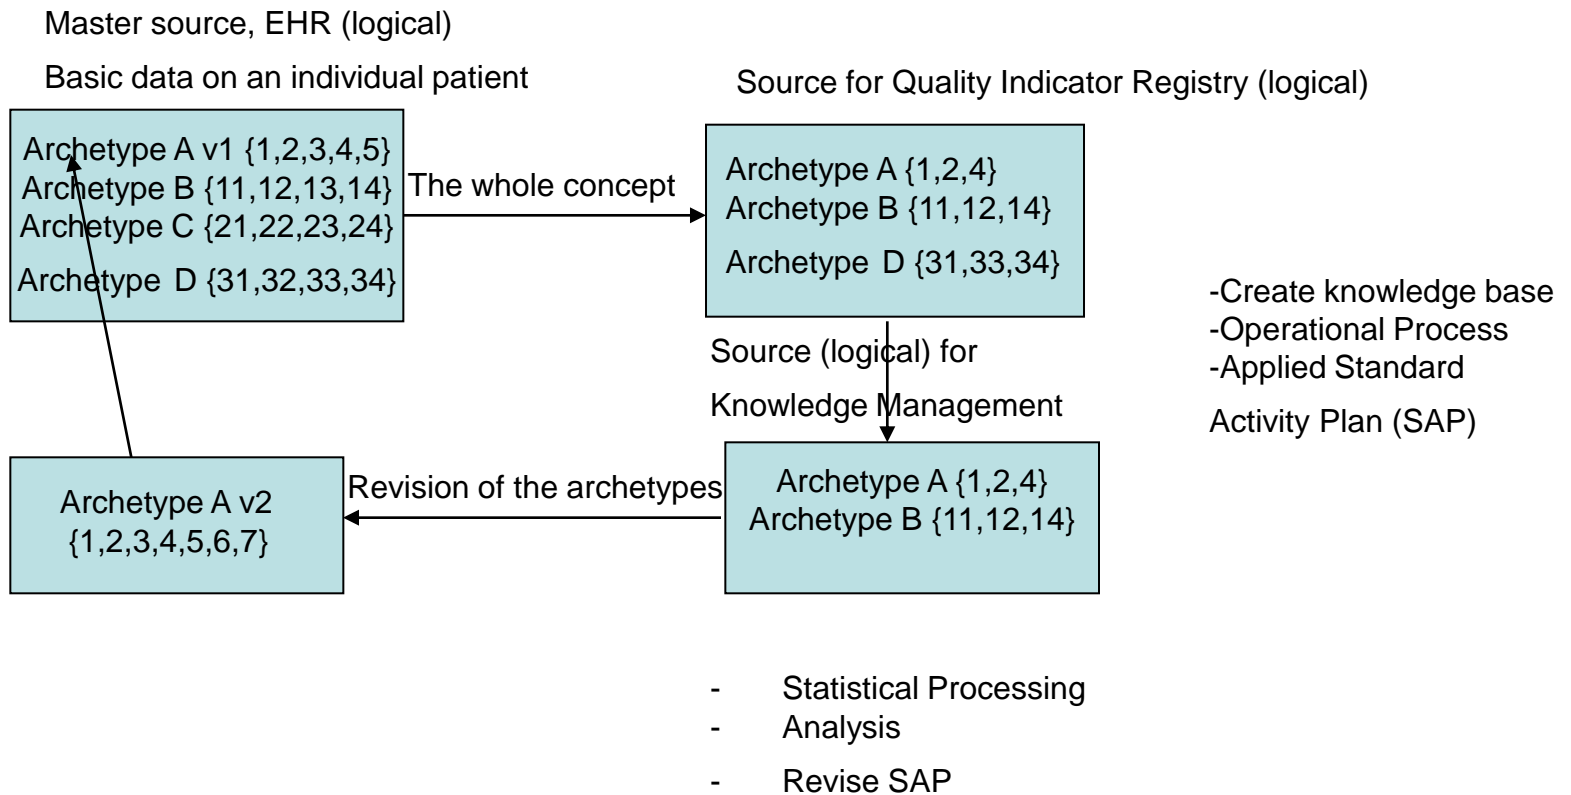 Master source, EHR (logical)
Basic data on an individual patient
Source for Quality Indicator Registry (logical)
Archetype A v1 {1,2,3,4,5}
Archetype B {11,12,13,14}
Archetype C {21,22,23,24}
Archetype D {31,32,33,34}
The whole concept
Archetype A {1,2,4}
Archetype B {11,12,14}
Archetype D {31,33,34}
-Create knowledge base
-Operational Process
-Applied Standard
Activity Plan (SAP)
Source (logical) for
Knowledge Management
Archetype A v2
{1,2,3,4,5,6,7}
Revision of the archetypes
Archetype A {1,2,4}
Archetype B {11,12,14}
- Statistical Processing
- Analysis
- Revise SAP